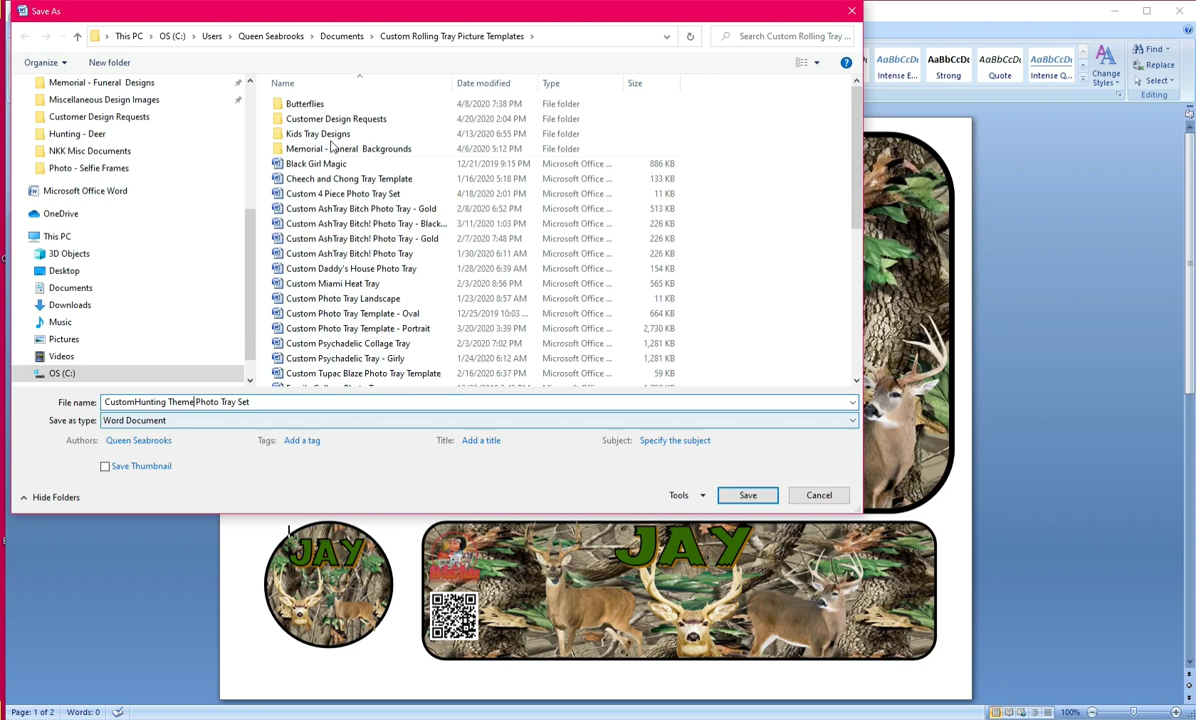 Save As
This PC > OS (C:) > Users > Queen Seabrooks > Documents > Custom Rolling Tray Picture Templates >
Search Custom Rolling Tray ...
Organize
New folder
Memorial - Funeral Designs
Miscellaneous Design Images
Customer Design Requests
Hunting - Deer
NKK Misc Documents
Photo - Selfie Frames
Microsoft Office Word
OneDrive
This PC
3D Objects
Desktop
Documents
Downloads
Music
Pictures
Videos
OS (C:)
Name Date modified Type Size
Butterflies 4/8/2020 7:38 PM File folder
Customer Design Requests 4/20/2020 2:04 PM File folder
Kids Tray Designs 4/13/2020 6:55 PM File folder
Memorial - Funeral Backgrounds 4/6/2020 5:12 PM File folder
Black Girl Magic 12/21/2019 9:15 PM Microsoft Office ... 886 KB
Cheech and Chong Tray Template 1/16/2020 5:18 PM Microsoft Office ... 133 KB
Custom 4 Piece Photo Tray Set 4/18/2020 2:01 PM Microsoft Office ... 11 KB
Custom AshTray Bitch Photo Tray - Gold 2/8/2020 6:52 PM Microsoft Office ... 513 KB
Custom AshTray Bitch! Photo Tray - Black... 3/11/2020 1:03 PM Microsoft Office ... 226 KB
Custom AshTray Bitch! Photo Tray - Gold 2/7/2020 7:48 PM Microsoft Office ... 226 KB
Custom AshTray Bitch! Photo Tray 1/30/2020 6:11 AM Microsoft Office ... 226 KB
Custom Daddy's House Photo Tray 1/28/2020 6:39 AM Microsoft Office ... 154 KB
Custom Miami Heat Tray 2/3/2020 8:56 PM Microsoft Office ... 565 KB
Custom Photo Tray Landscape 1/23/2020 8:57 AM Microsoft Office ... 11 KB
Custom Photo Tray Template - Oval 12/25/2019 10:03 ... Microsoft Office ... 664 KB
Custom Photo Tray Template - Portrait 3/20/2020 3:39 PM Microsoft Office ... 2,730 KB
Custom Psychadelic Collage Tray 2/3/2020 7:02 PM Microsoft Office ... 1,281 KB
Custom Psychadelic Tray - Girly 1/24/2020 6:12 AM Microsoft Office ... 1,281 KB
Custom Tupac Blaze Photo Tray Template 2/16/2020 6:37 PM Microsoft Office ... 59 KB
File name: CustomHunting Theme Photo Tray Set
Save as type: Word Document
Authors: Queen Seabrooks Tags: Add a tag Title: Add a title Subject: Specify the subject
Save Thumbnail
Hide Folders
Tools
Save
Cancel
AaBbCcDc AaBbCcDc AaBbCcDc AaBbCcDc
Intense E... Strong Quote Intense Q...
Change
Styles
Find
Replace
Select
Editing
JAY
JAY
Page: 1 of 2 Words: 0
100%